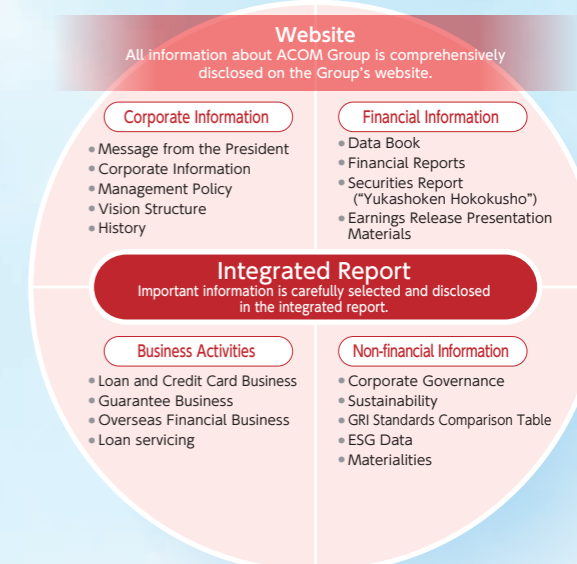 Website
All information about ACOM Group is comprehensively
disclosed on the Group's website.
Corporate Information
• Message from the President
• Corporate Information
• Management Policy
• Vision Structure
• History
Financial Information
• Data Book
• Financial Reports
• Securities Report
("Yukashoken Hokokusho")
• Earnings Release Presentation
Materials
Integrated Report
Important information is carefully selected and disclosed
in the integrated report.
Business Activities
• Loan and Credit Card Business
• Guarantee Business
• Overseas Financial Business
• Loan servicing
Non-financial Information
• Corporate Governance
• Sustainability
• GRI Standards Comparison Table
• ESG Data
• Materialities